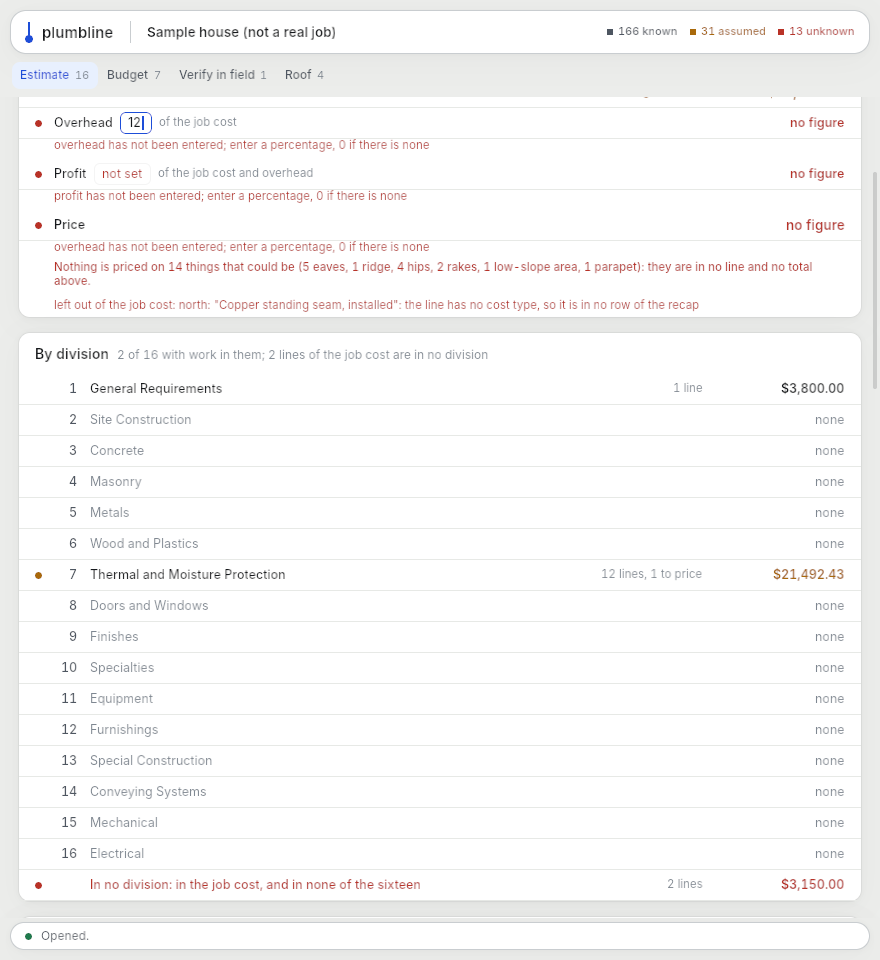 plumbline
Sample house (not a real job)
166 known
31 assumed
13 unknown
Estimate 16
Budget 7
Verify in field 1
Roof 4
Overhead 12 of the job cost no figure
overhead has not been entered; enter a percentage, 0 if there is none
Profit not set of the job cost and overhead no figure
profit has not been entered; enter a percentage, 0 if there is none
Price no figure
overhead has not been entered; enter a percentage, 0 if there is none
Nothing is priced on 14 things that could be (5 eaves, 1 ridge, 4 hips, 2 rakes, 1 low-slope area, 1 parapet): they are in no line and no total
above.
left out of the job cost: north: "Copper standing seam, installed": the line has no cost type, so it is in no row of the recap
By division 2 of 16 with work in them; 2 lines of the job cost are in no division
1 General Requirements 1 line $3,800.00
2 Site Construction none
3 Concrete none
4 Masonry none
5 Metals none
6 Wood and Plastics none
7 Thermal and Moisture Protection 12 lines, 1 to price $21,492.43
8 Doors and Windows none
9 Finishes none
10 Specialties none
11 Equipment none
12 Furnishings none
13 Special Construction none
14 Conveying Systems none
15 Mechanical none
16 Electrical none
In no division: in the job cost, and in none of the sixteen 2 lines $3,150.00
Opened.